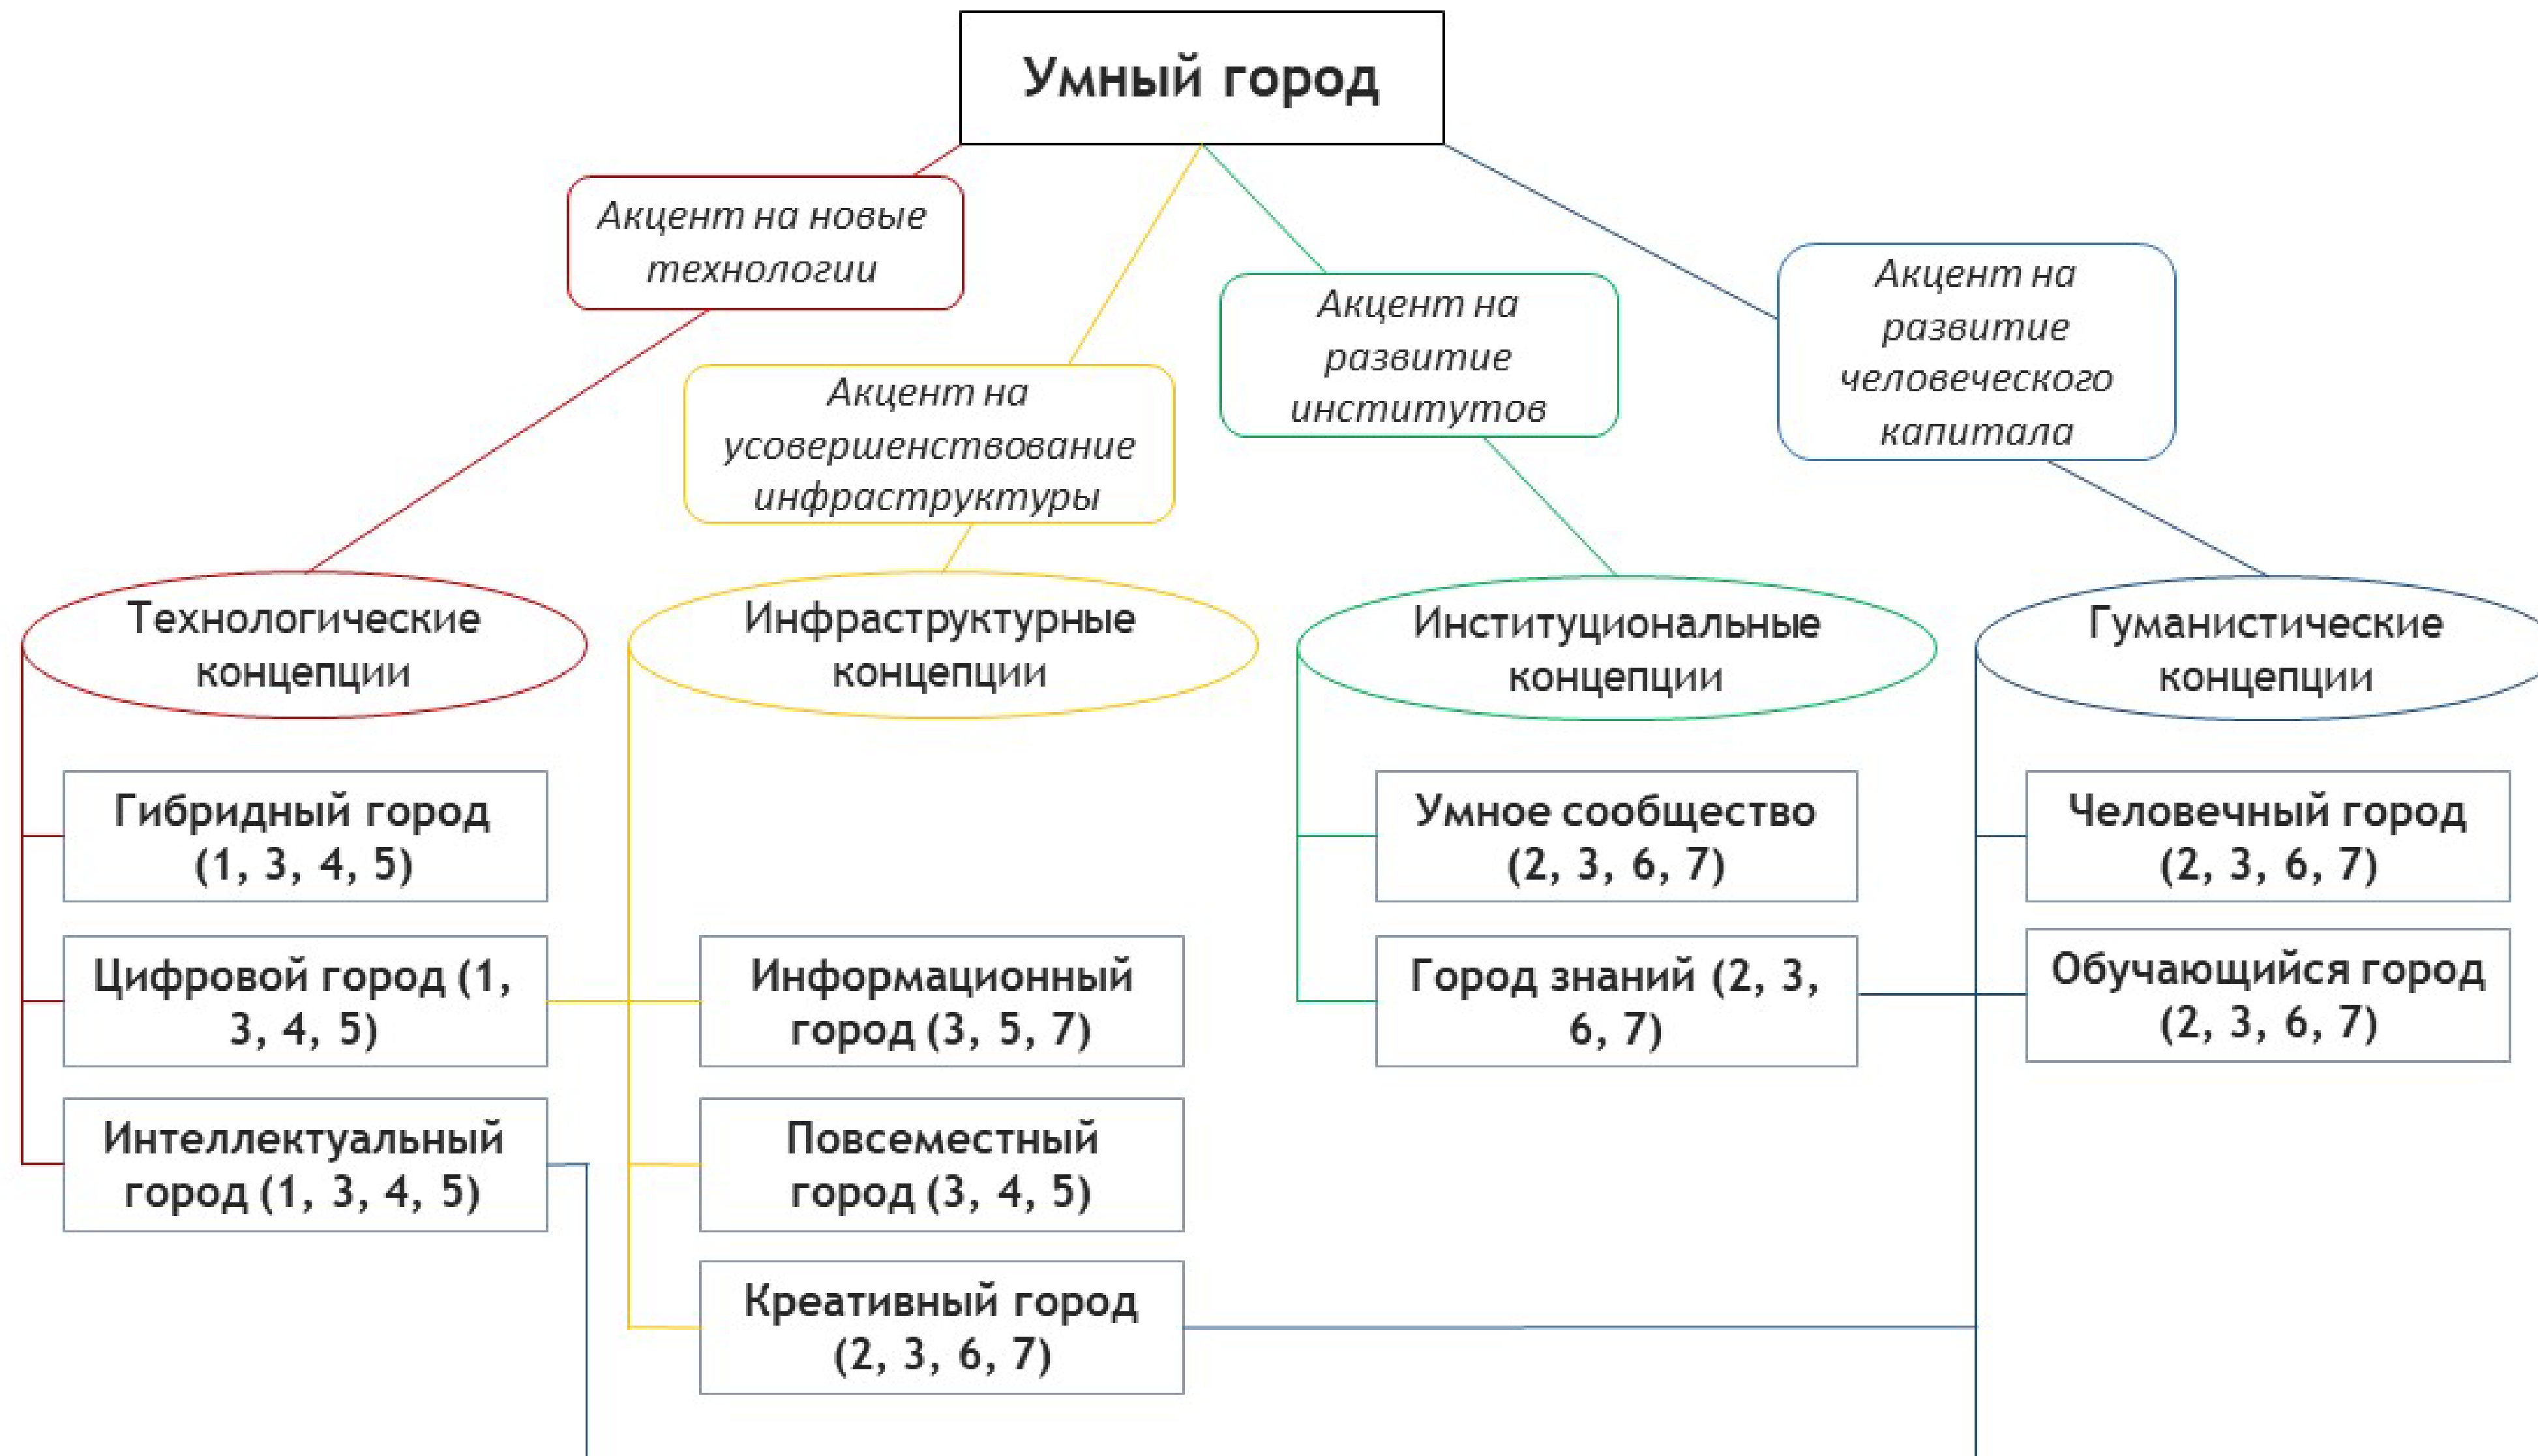 Умный город
Акцент на новые
технологии
Акцент на
усовершенствование
инфраструктуры
Акцент на
развитие
институтов
Акцент на
развитие
человеческого
капитала
Технологические
концепции
Инфраструктурные
концепции
Институциональные
концепции
Гуманистические
концепции
Гибридный город
(1, 3, 4, 5)
Цифровой город (1,
3, 4, 5)
Интеллектуальный
город (1, 3, 4, 5)
Информационный
город (3, 5, 7)
Повсеместный
город (3, 4, 5)
Креативный город
(2, 3, 6, 7)
Умное сообщество
(2, 3, 6, 7)
Город знаний (2, 3,
6, 7)
Человечный город
(2, 3, 6, 7)
Обучающийся город
(2, 3, 6, 7)